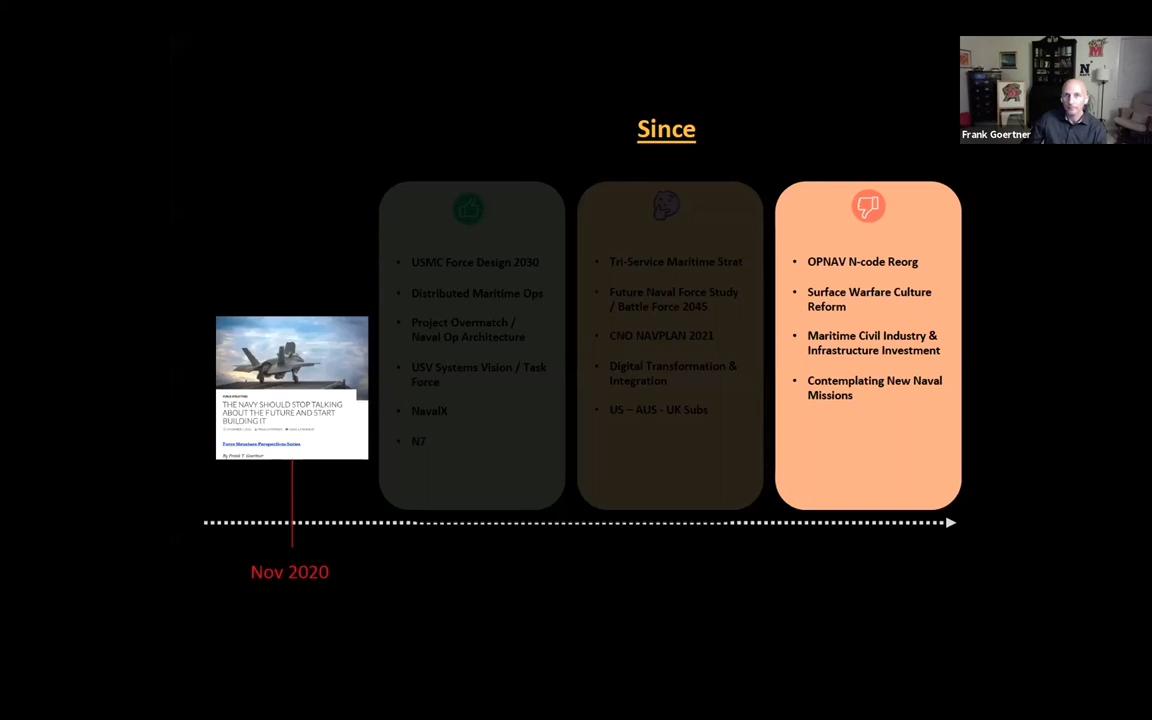 Since
Frank Goertner
USMC Force Design 2030
Distributed Maritime Ops
Project Overmatch /
Naval Op Architecture
USV Systems Vision / Task
Force
NavalX
N7
Tri-Service Maritime Strat
Future Naval Force Study
/ Battle Force 2045
CNO NAVPLAN 2021
Digital Transformation &
Integration
US – AUS - UK Subs
OPNAV N-code Reorg
Surface Warfare Culture
Reform
Maritime Civil Industry &
Infrastructure Investment
Contemplating New Naval
Missions
THE NAVY SHOULD STOP TALKING
ABOUT THE FUTURE AND START
BUILDING IT
Force Structure Perspectives Series
By Frank T. Goertner
Nov 2020